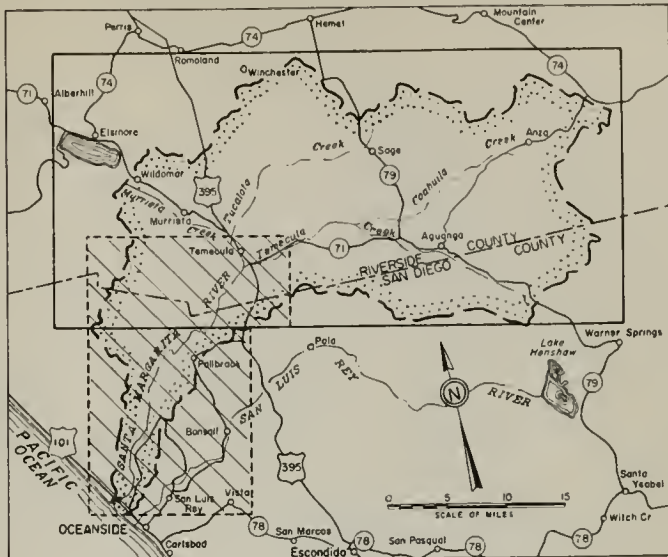 Perris
74
Hemet
Mountain
Center
Romoland
74
Winchester
71
Alberhill
74
Elsinore
395
Creek
Sage
Creek
Anza
Wildomar
Tucalota
79
Coahuila
Murrieta
Murrieta
Creek
Temecula
Temecula
Creek
71
Aguanga
RIVERSIDE COUNTY
SAN DIEGO COUNTY
SANTA MARGARITA RIVER
Fallbrook
Pala
Warner Springs
Lake
Henshaw
79
SAN LUIS REY RIVER
N
Bonsall
PACIFIC
OCEAN
101
395
0 5 10 15
SCALE OF MILES
Santa
Ysabel
San Luis
Rey
Vista
OCEANSIDE
Carlsbad
78
San Marcos
78
San Pasqual
78
Witch Cr
78
Escondido